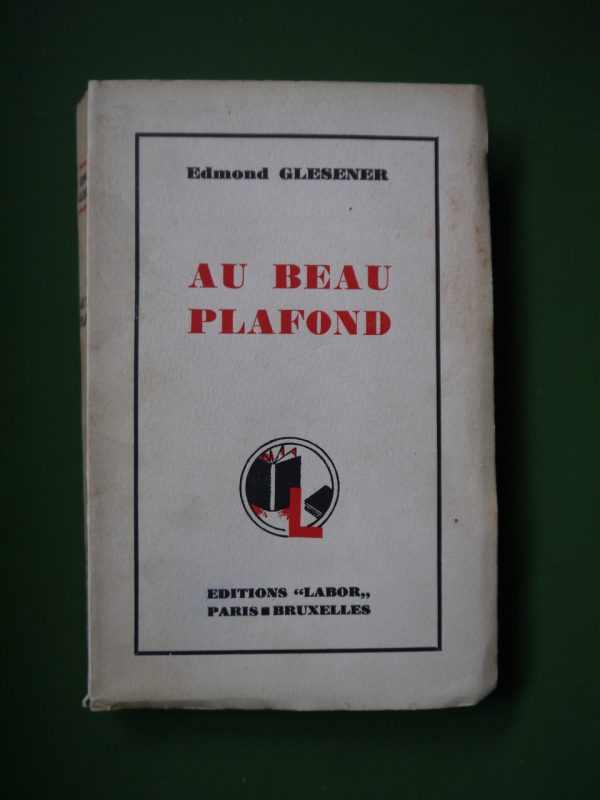 Edmond GLESENER
AU BEAU
PLAFOND
L
EDITIONS “LABOR„
PARIS ▪ BRUXELLES